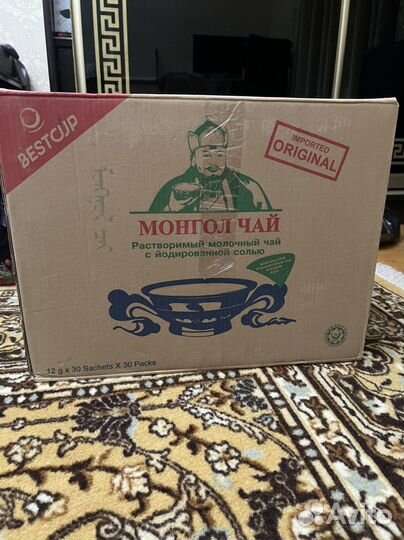 BESTCUP
IMPORTED
ORIGINAL
МОНГОЛ ЧАЙ
Растворимый молочный чай
с йодированной солью
12 g x 30 Sachets X 30 Packs
Avito